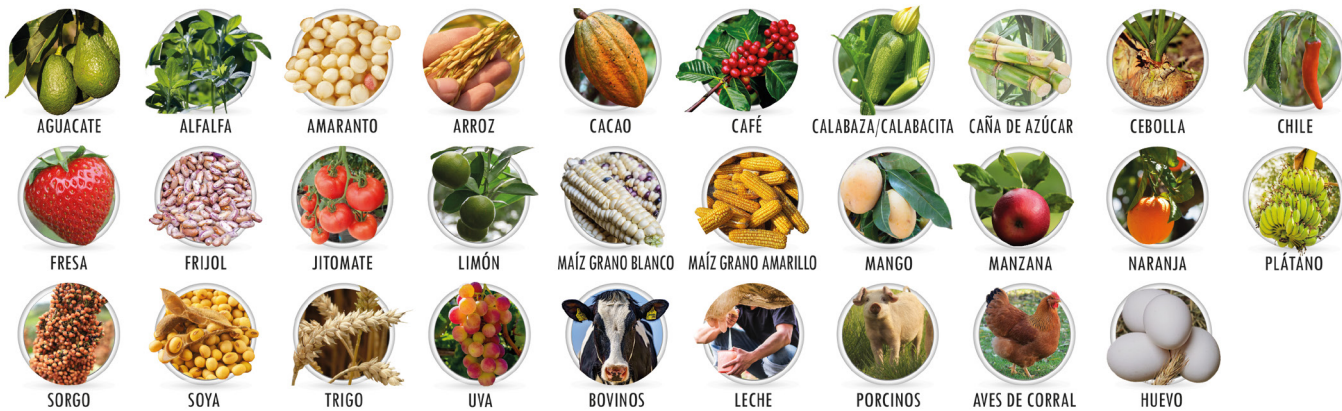 AGUACATE
ALFALFA
AMARANTO
ARROZ
CACAO
CAFÉ
CALABAZA/CALABACITA
CAÑA DE AZÚCAR
CEBOLLA
CHILE
FRESA
FRIJOL
JITOMATE
LIMÓN
MAÍZ GRANO BLANCO
MAÍZ GRANO AMARILLO
MANGO
MANZANA
NARANJA
PLÁTANO
SORGO
SOYA
TRIGO
UVA
BOVINOS
LECHE
PORCINOS
AVES DE CORRAL
HUEVO